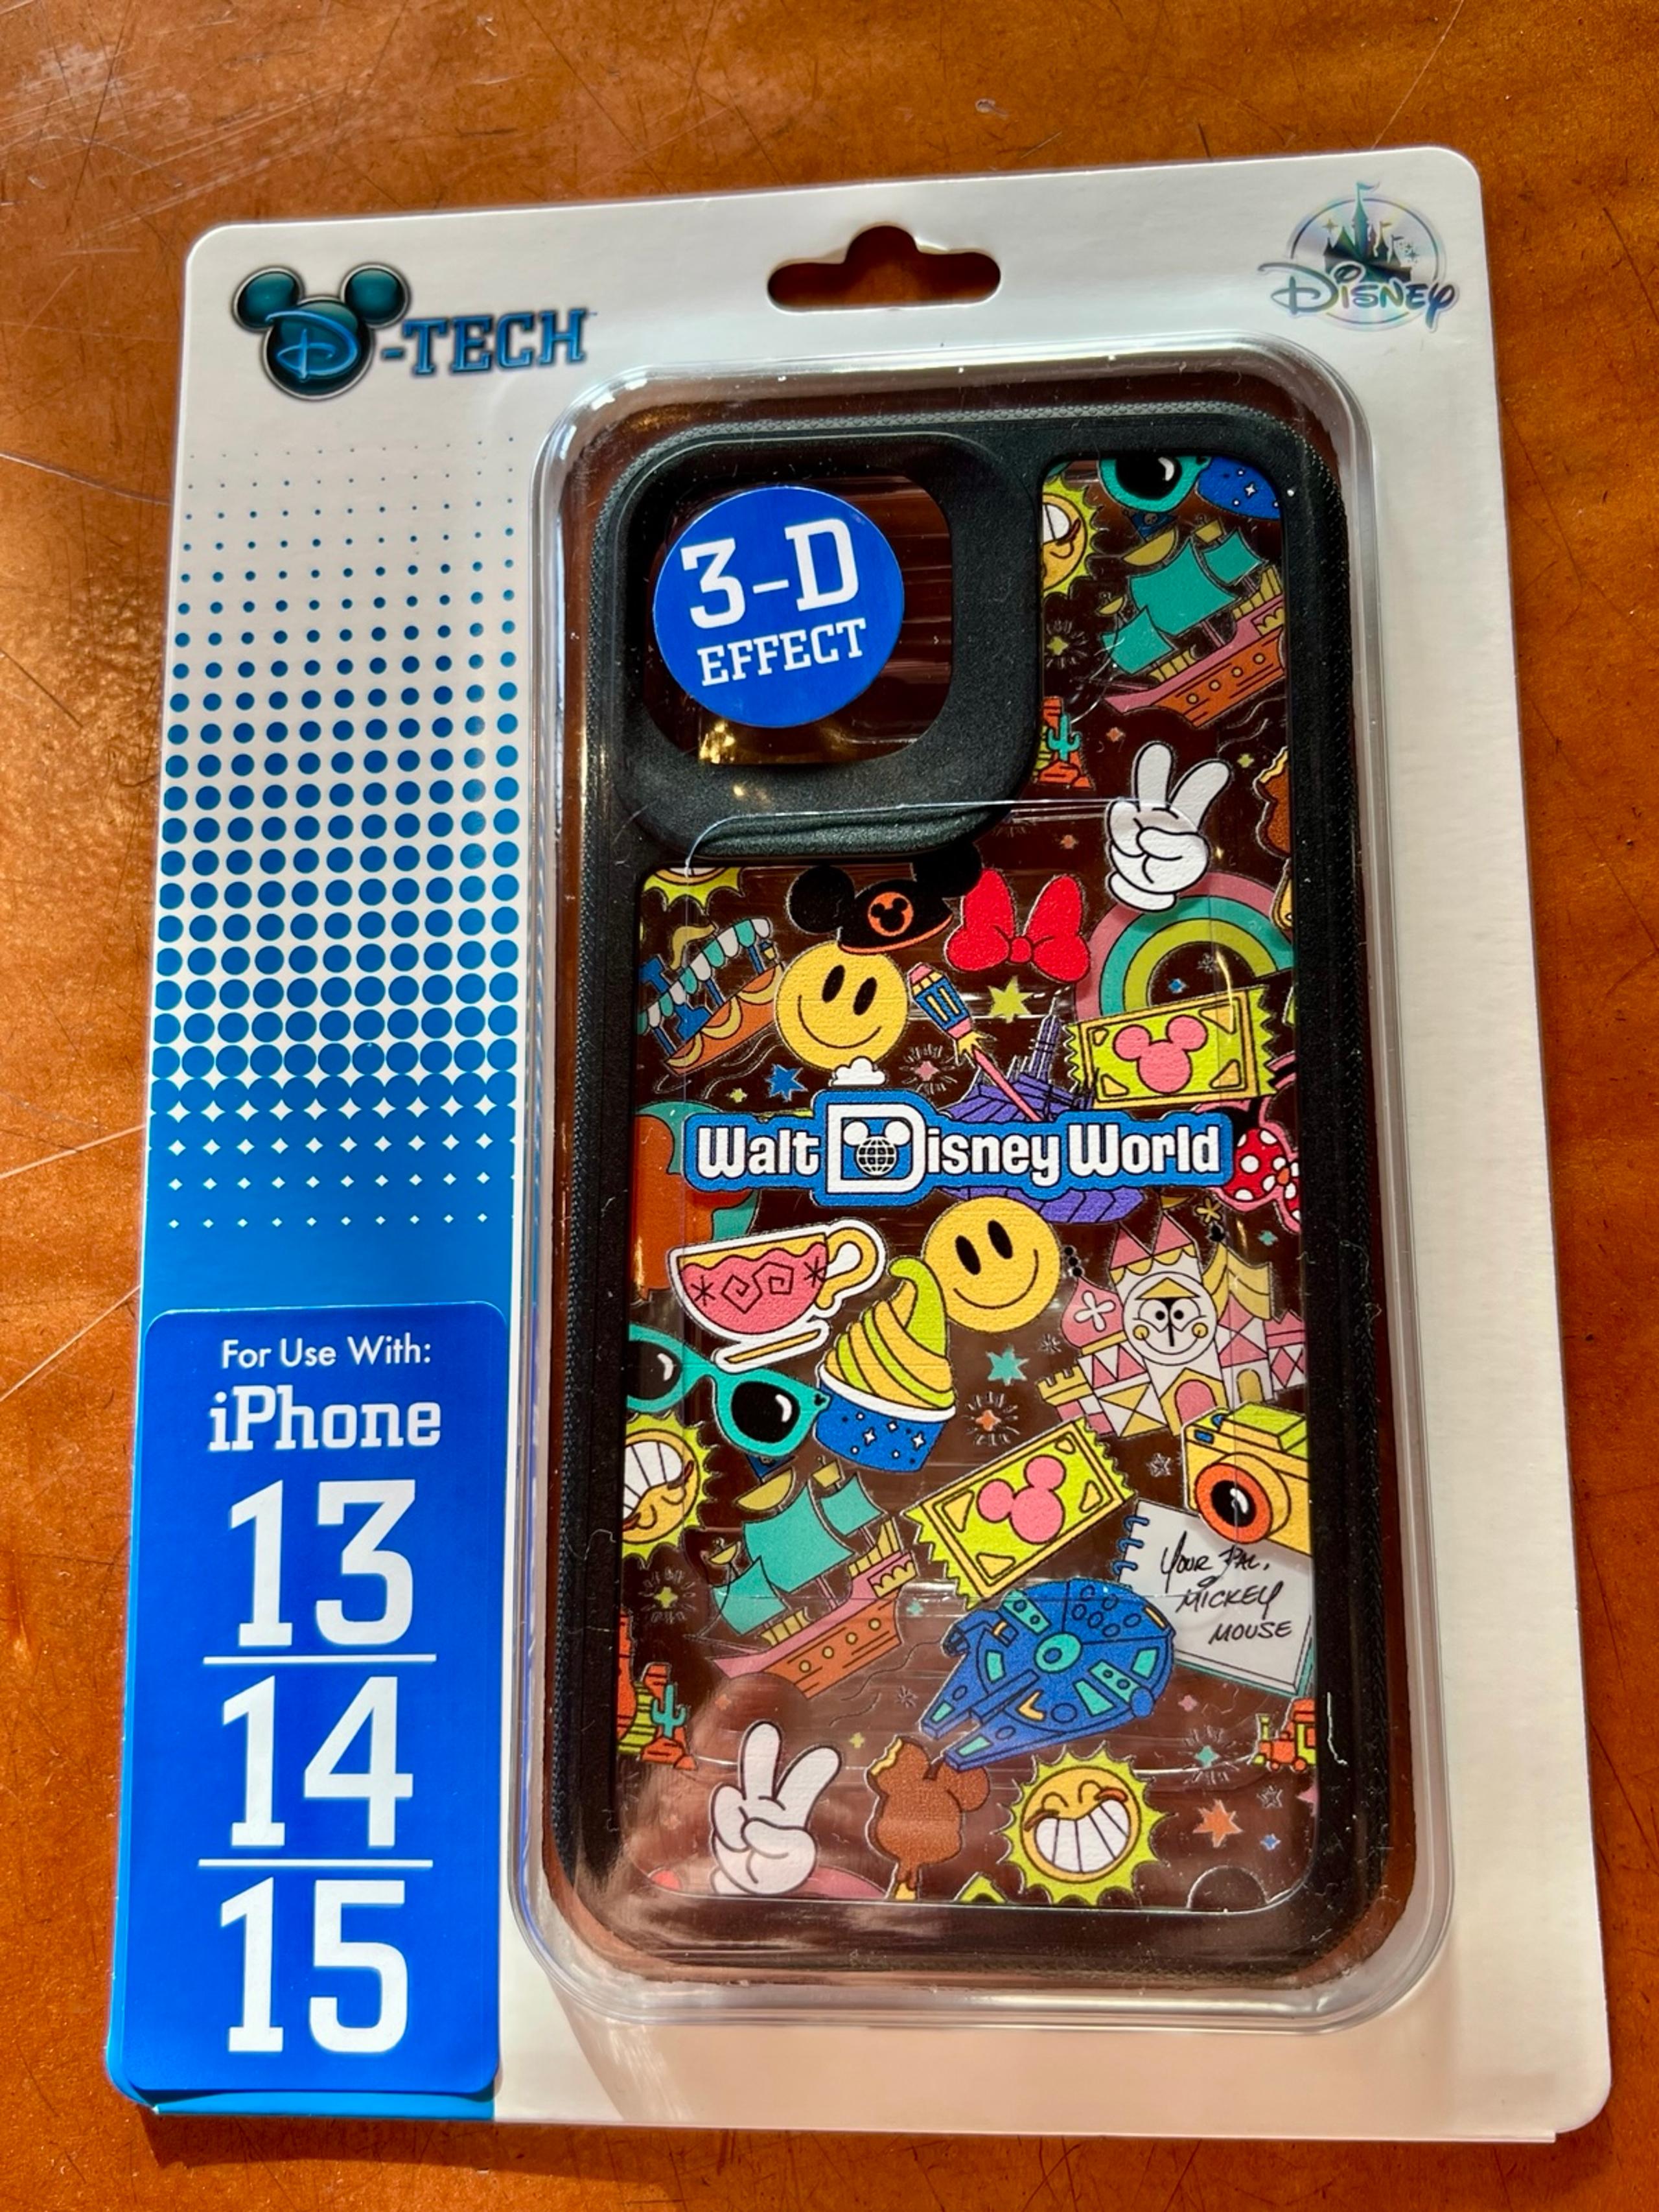 D-TECH
Disney
3-D
EFFECT
Walt Disney World
For Use With:
iPhone
13
14
15
Your Pal,
Mickey
Mouse